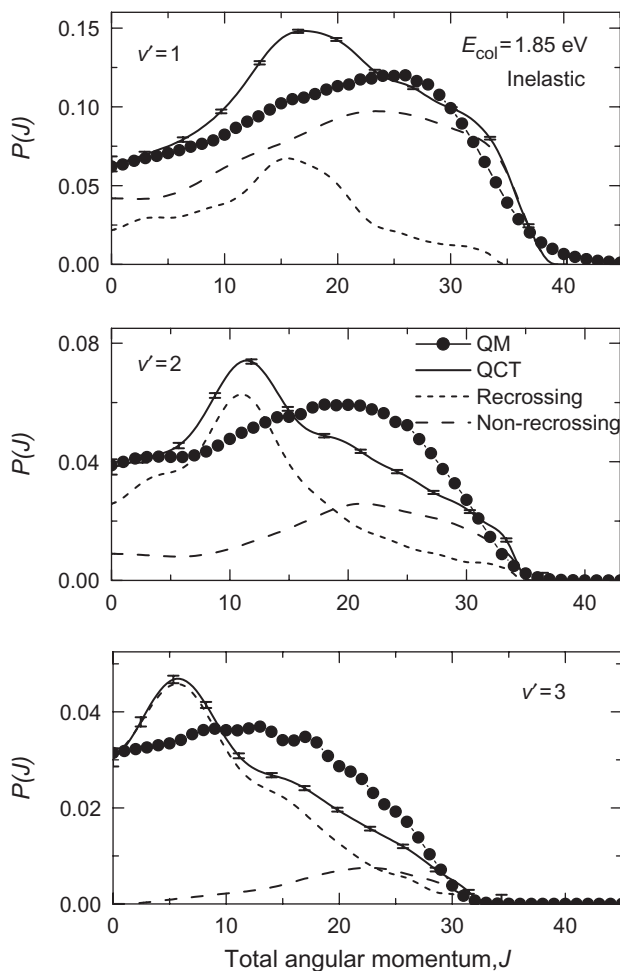 0.15
0.10
0.05
0.00
P(J)
v'=1
E_col=1.85 eV
Inelastic
0 10 20 30 40
0.08
0.04
0.00
P(J)
v'=2
QM
QCT
Recrossing
Non-recrossing
0 10 20 30 40
0.04
0.02
0.00
P(J)
v'=3
0 10 20 30 40
Total angular momentum,J